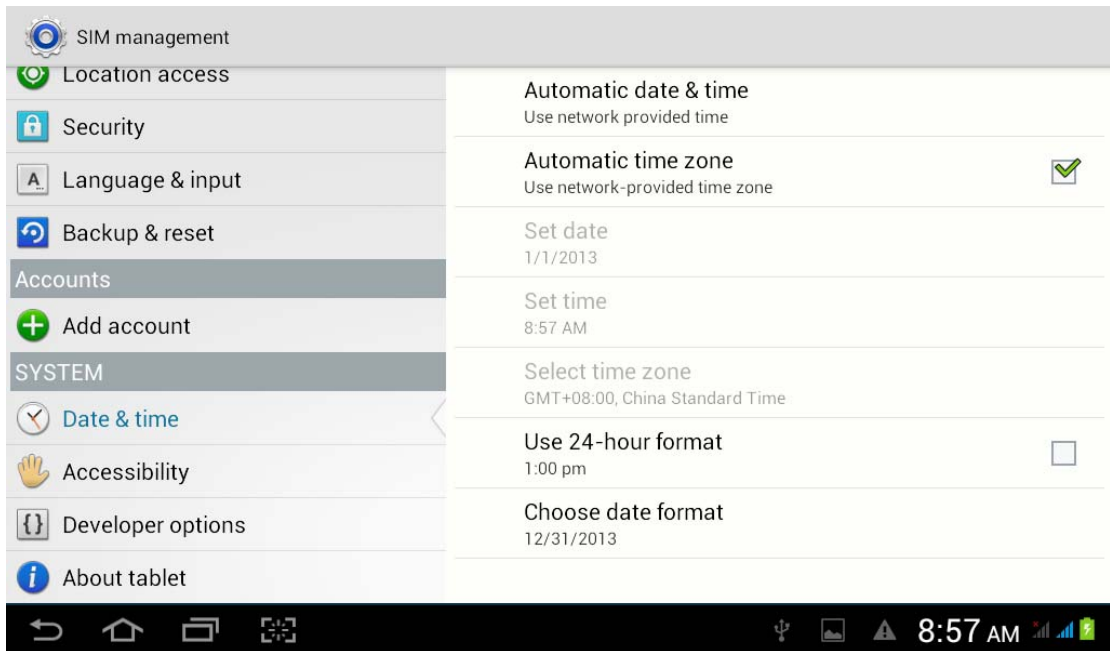 SIM management
Location access
Security
Language & input
Backup & reset
Accounts
Add account
SYSTEM
Date & time
Accessibility
Developer options
About tablet
Automatic date & time
Use network provided time
Automatic time zone
Use network-provided time zone
Set date
1/1/2013
Set time
8:57 AM
Select time zone
GMT+08:00, China Standard Time
Use 24-hour format
1:00 pm
Choose date format
12/31/2013
8:57 AM